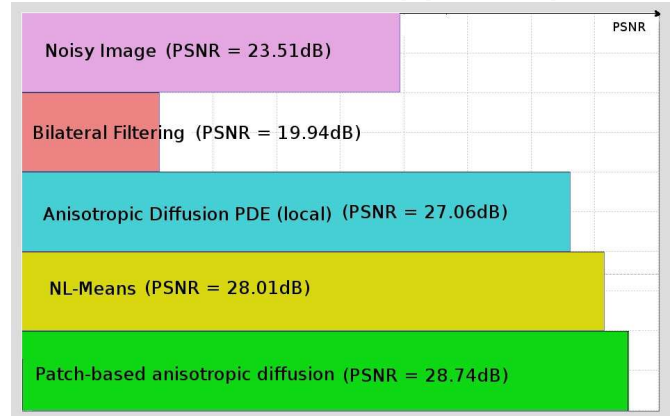 PSNR
Noisy Image (PSNR = 23.51dB)
Bilateral Filtering (PSNR = 19.94dB)
Anisotropic Diffusion PDE (local) (PSNR = 27.06dB)
NL-Means (PSNR = 28.01dB)
Patch-based anisotropic diffusion (PSNR = 28.74dB)